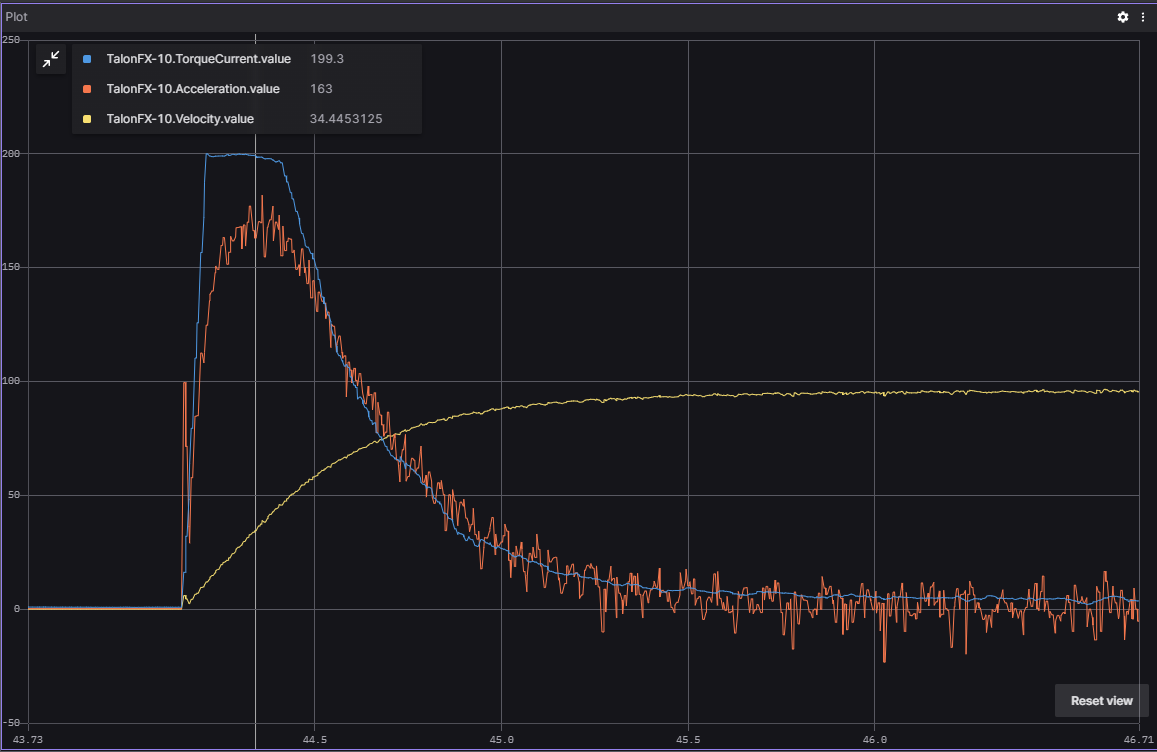 Plot
250
TalonFX-10.TorqueCurrent.value 199.3
TalonFX-10.Acceleration.value 163
TalonFX-10.Velocity.value 34.4453125
200
150
100
50
0
-50
Reset view
43.73 44.5 45.0 45.5 46.0 46.71